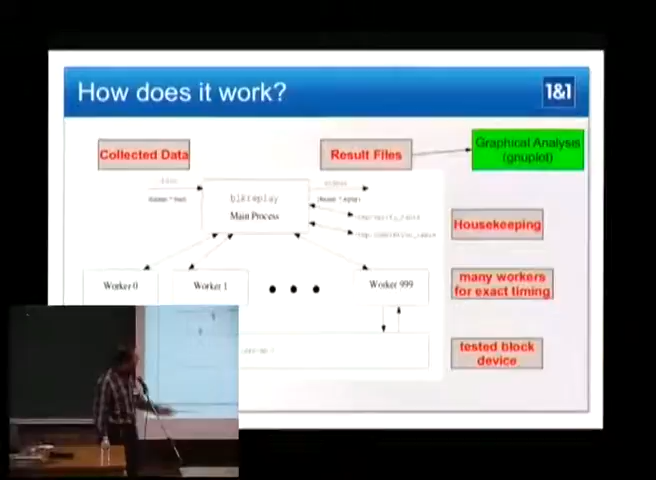 How does it work?
1&1
Collected Data
Result Files
Graphical Analysis
(gnuplot)
blkreplay
Main Process
Housekeeping
Worker 0
Worker 1
Worker 999
many workers
for exact timing
tested block
device